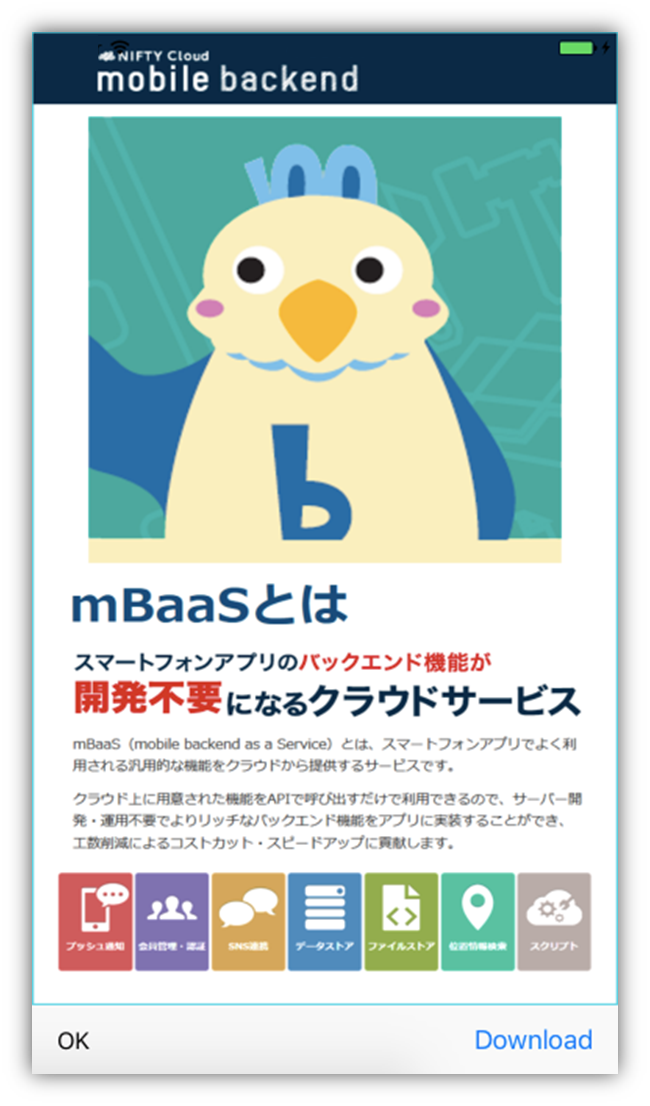 NIFTY Cloud
mobile backend
b
mBaaSとは
スマートフォンアプリのバックエンド機能が
開発不要になるクラウドサービス
mBaaS（mobile backend as a Service）とは、スマートフォンアプリでよく利
用される汎用的な機能をクラウドから提供するサービスです。
クラウド上に用意された機能をAPIで呼び出すだけで利用できるので、サーバー開
発・運用不要でよりリッチなバックエンド機能をアプリに実装することができ、
工数削減によるコストカット・スピードアップに貢献します。
プッシュ通知
会員管理・認証
SNS連携
データストア
ファイルストア
位置情報検索
スクリプト
OK
Download